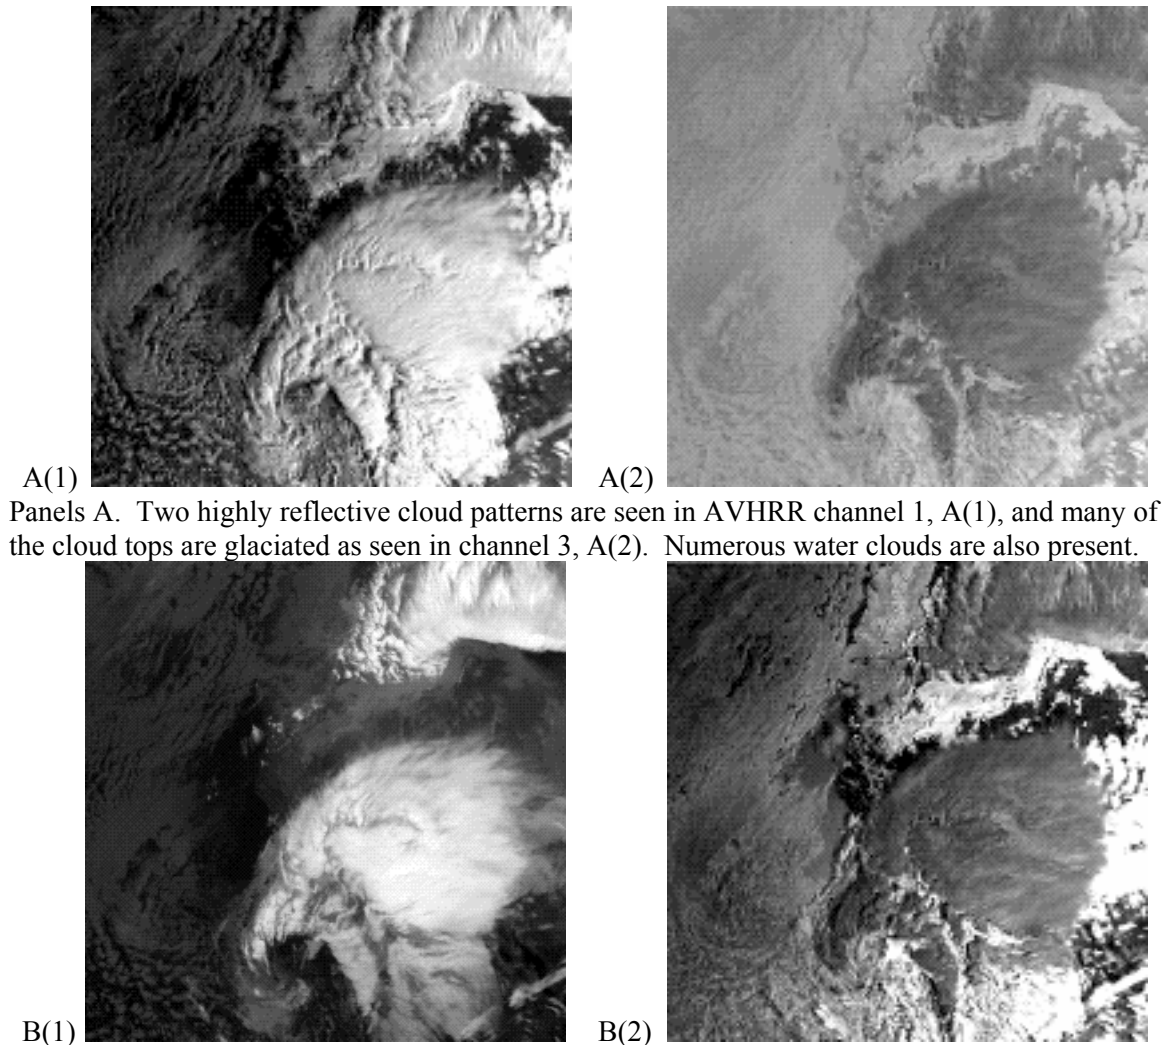 A(1) A(2)
Panels A. Two highly reflective cloud patterns are seen in AVHRR channel 1, A(1), and many of
the cloud tops are glaciated as seen in channel 3, A(2). Numerous water clouds are also present.
B(1) B(2)